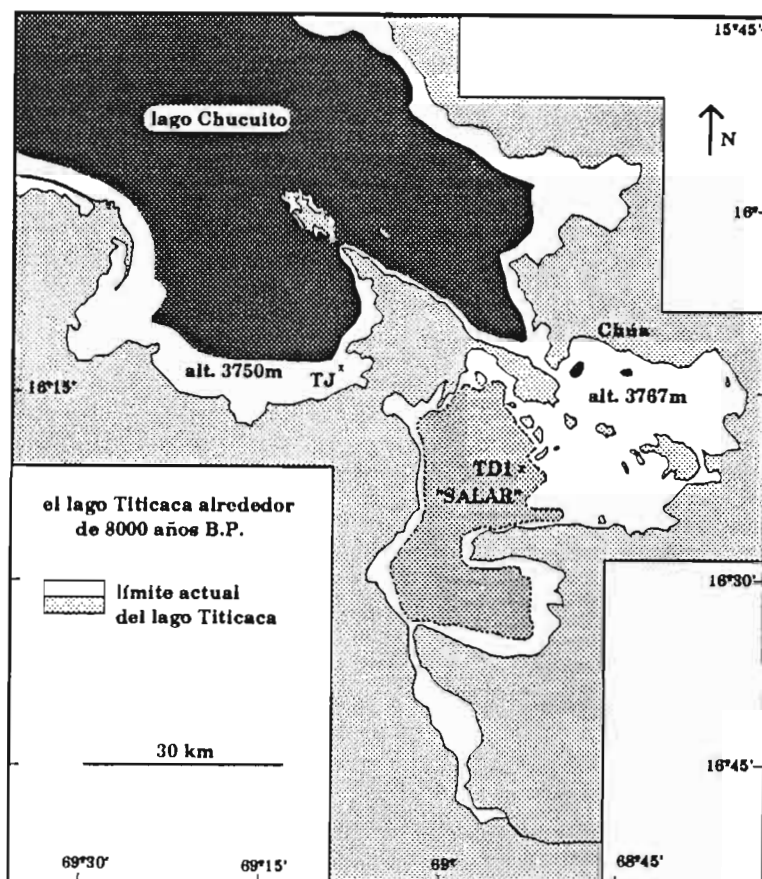 15°45'
lago Chucuito
N
16°
Chúa
alt. 3750m
TJ x
16°15'
alt. 3767m
TD1 x
"SALAR"
el lago Titicaca alrededor
de 8000 años B.P.
límite actual
del lago Titicaca
16°30'
30 km
16°45'
69°30'
69°15'
69°
68°45'